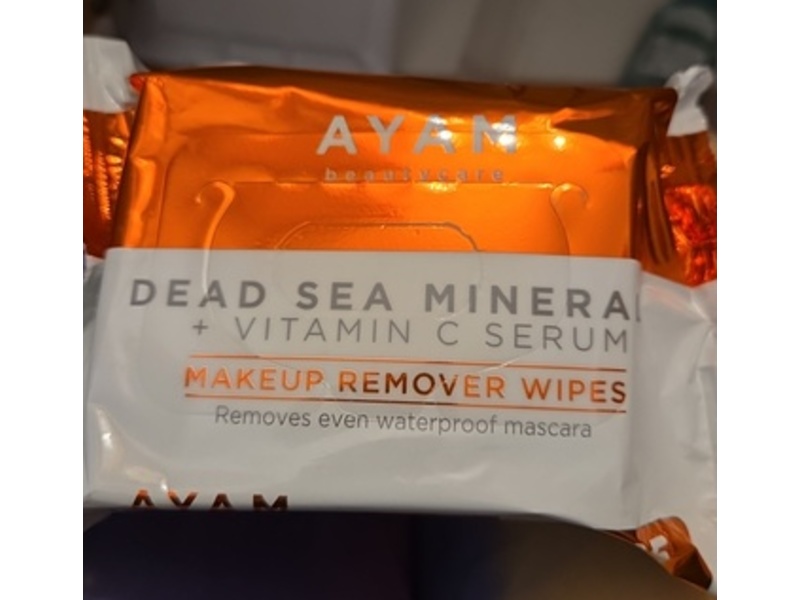 AYAM
beautycare
DEAD SEA MINERAL
+ VITAMIN C SERUM
MAKEUP REMOVER WIPES
Removes even waterproof mascara
AYAM